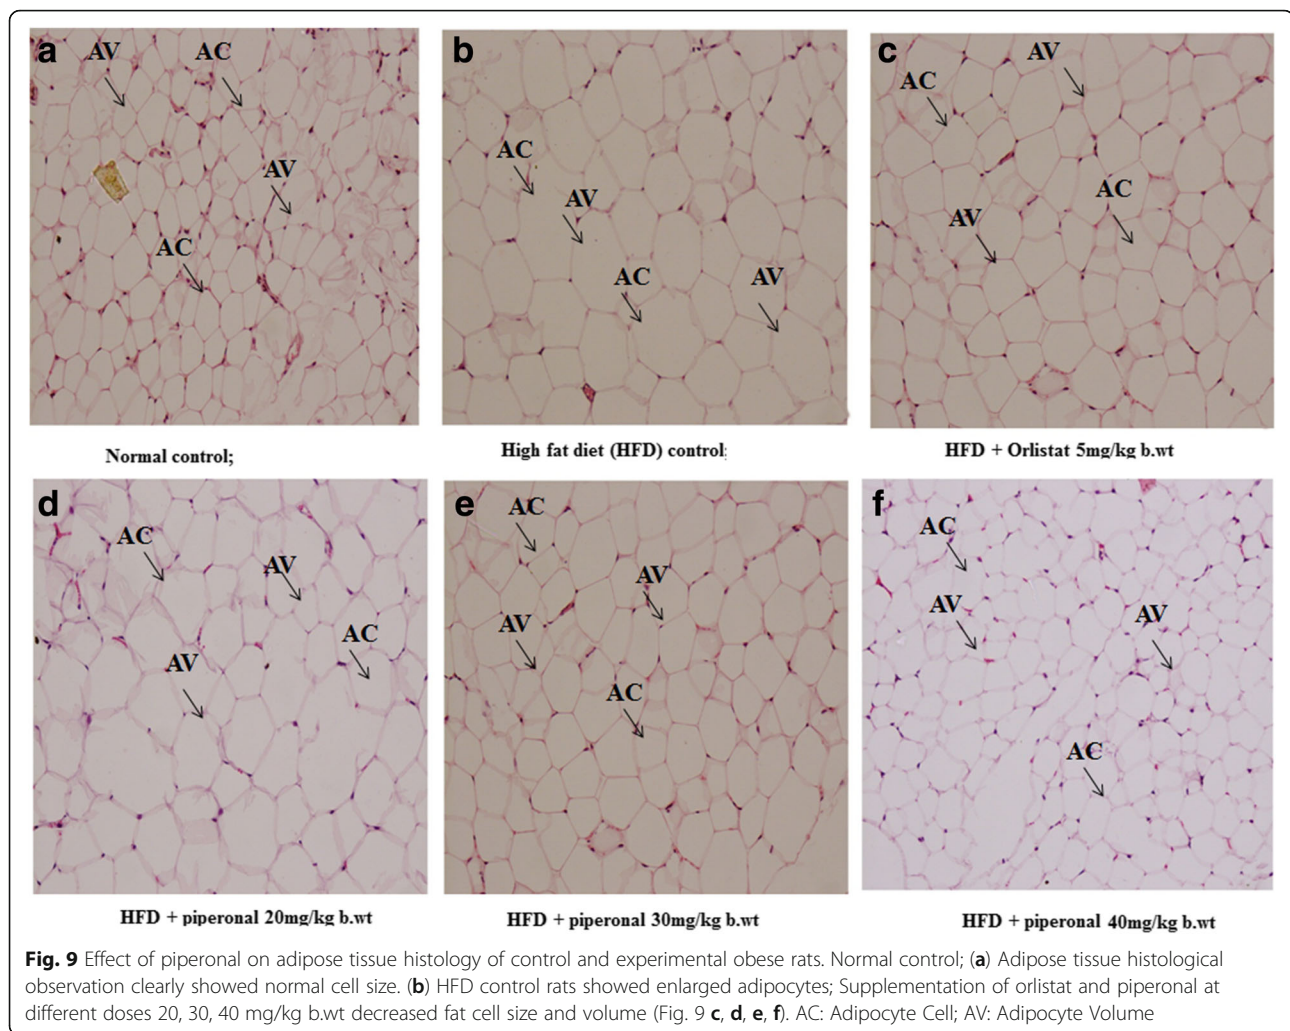 a
AV
AC
AV
AC
Normal control;
b
AC
AV
AC
AV
High fat diet (HFD) control;
c
AV
AC
AC
AV
HFD + Orlistat 5mg/kg b.wt
d
AC
AV
AC
AV
HFD + piperonal 20mg/kg b.wt
e
AC
AV
AV
AC
HFD + piperonal 30mg/kg b.wt
f
AC
AV
AV
AC
HFD + piperonal 40mg/kg b.wt
Fig. 9 Effect of piperonal on adipose tissue histology of control and experimental obese rats. Normal control; (a) Adipose tissue histological
observation clearly showed normal cell size. (b) HFD control rats showed enlarged adipocytes; Supplementation of orlistat and piperonal at
different doses 20, 30, 40 mg/kg b.wt decreased fat cell size and volume (Fig. 9 c, d, e, f). AC: Adipocyte Cell; AV: Adipocyte Volume